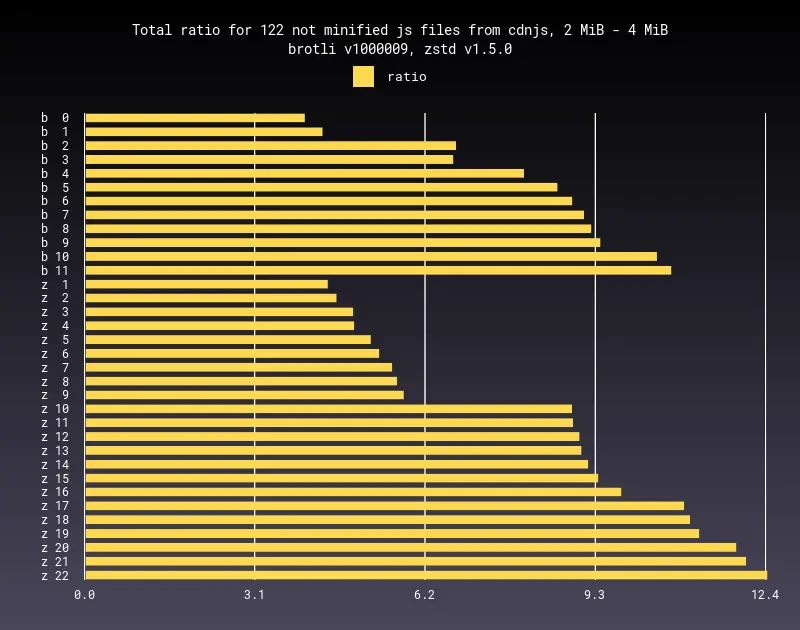 Total ratio for 122 not minified js files from cdnjs, 2 MiB - 4 MiB
brotli v1000009, zstd v1.5.0
ratio
b 0
b 1
b 2
b 3
b 4
b 5
b 6
b 7
b 8
b 9
b 10
b 11
z 1
z 2
z 3
z 4
z 5
z 6
z 7
z 8
z 9
z 10
z 11
z 12
z 13
z 14
z 15
z 16
z 17
z 18
z 19
z 20
z 21
z 22
0.0 3.1 6.2 9.3 12.4